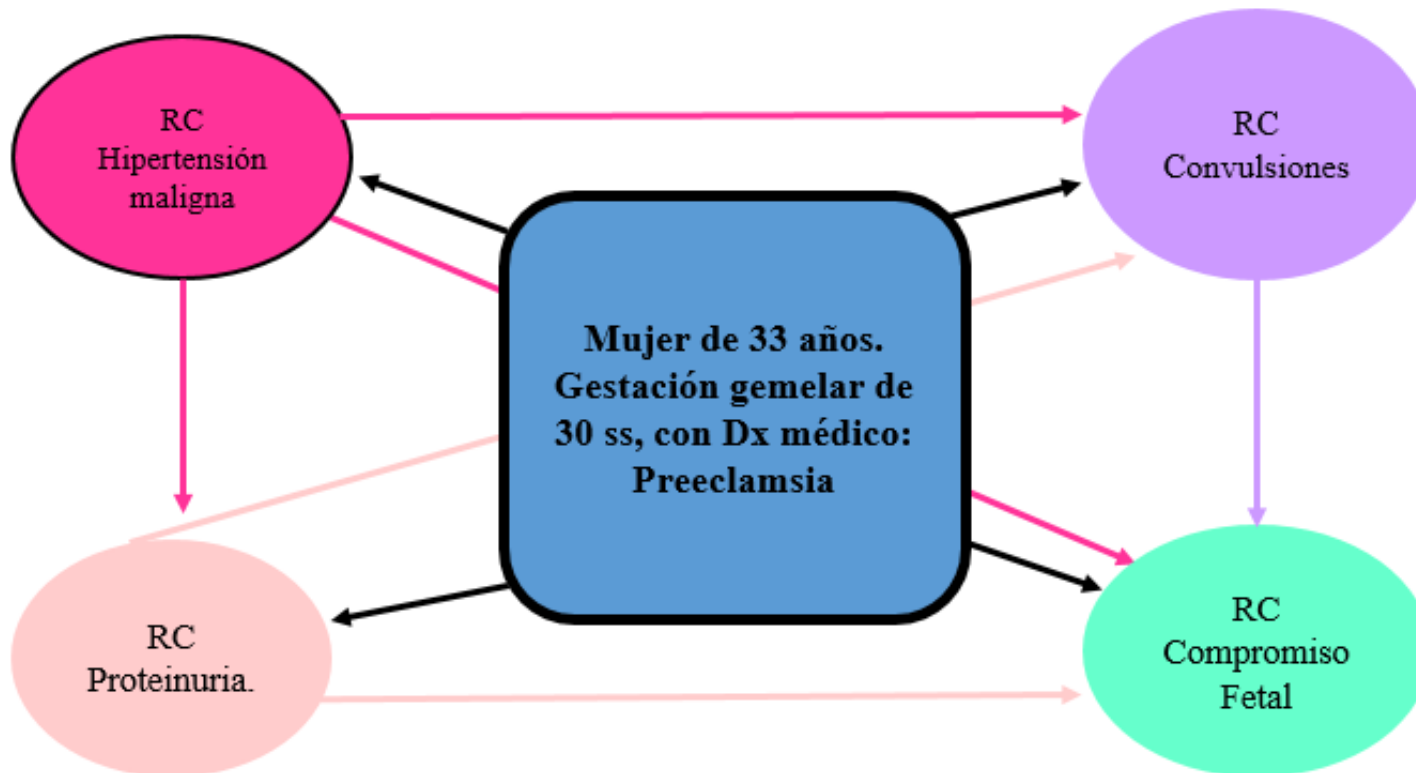 RC
Hipertensión
maligna
RC
Convulsiones
Mujer de 33 años.
Gestación gemelar de
30 ss, con Dx médico:
Preeclamsia
RC
Proteinuria.
RC
Compromiso
Fetal